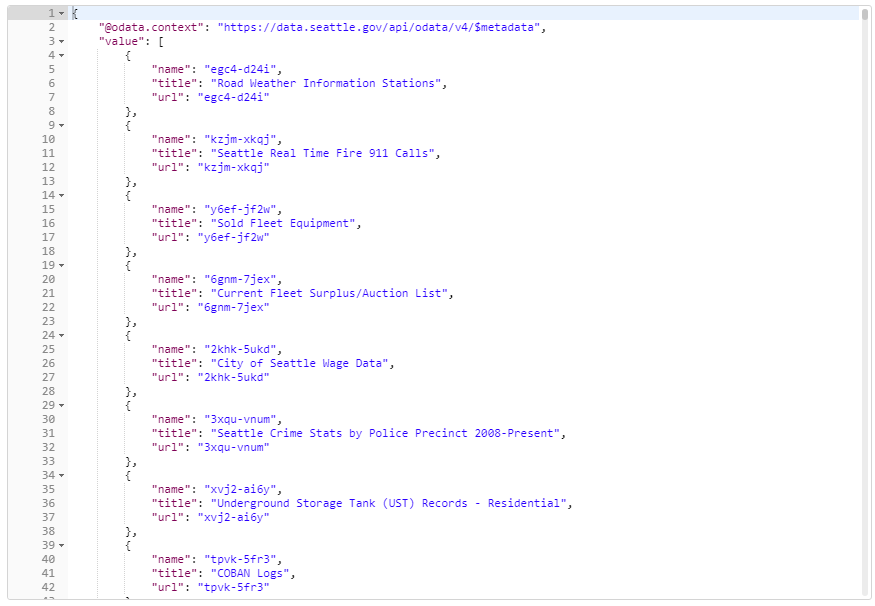 1 {
2 "@odata.context": "https://data.seattle.gov/api/odata/v4/$metadata",
3 "value": [
4 {
5 "name": "egc4-d24i",
6 "title": "Road Weather Information Stations",
7 "url": "egc4-d24i"
8 },
9 {
10 "name": "kzjm-xkqj",
11 "title": "Seattle Real Time Fire 911 Calls",
12 "url": "kzjm-xkqj"
13 },
14 {
15 "name": "y6ef-jf2w",
16 "title": "Sold Fleet Equipment",
17 "url": "y6ef-jf2w"
18 },
19 {
20 "name": "6gnm-7jex",
21 "title": "Current Fleet Surplus/Auction List",
22 "url": "6gnm-7jex"
23 },
24 {
25 "name": "2khk-5ukd",
26 "title": "City of Seattle Wage Data",
27 "url": "2khk-5ukd"
28 },
29 {
30 "name": "3xqu-vnum",
31 "title": "Seattle Crime Stats by Police Precinct 2008-Present",
32 "url": "3xqu-vnum"
33 },
34 {
35 "name": "xvj2-ai6y",
36 "title": "Underground Storage Tank (UST) Records - Residential",
37 "url": "xvj2-ai6y"
38 },
39 {
40 "name": "tpvk-5fr3",
41 "title": "COBAN Logs",
42 "url": "tpvk-5fr3"